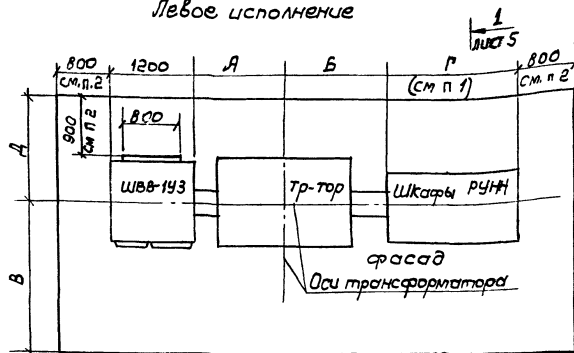 Левое исполнение
1
лист 5
800 1200 А Б Г 800
см. п. 2 (см п 1) см. п 2
Д
900
см п 2
800
ШВВ-1УЗ Тр-тор Шкафы РУНН
фасад
Оси трансформатора
В